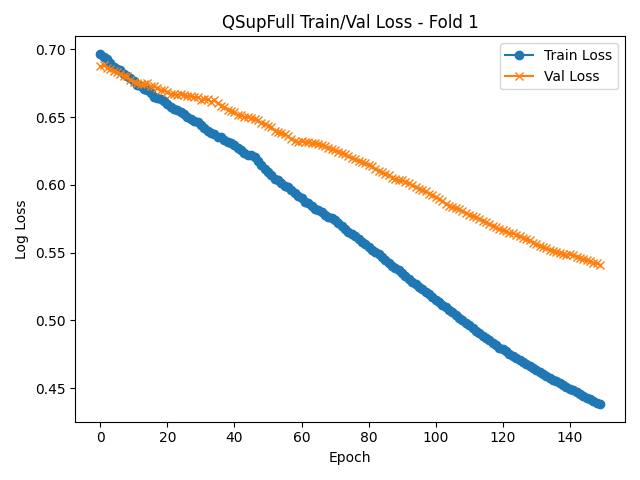 QSupFull Train/Val Loss - Fold 1
Train Loss
Val Loss
Log Loss
0.70
0.65
0.60
0.55
0.50
0.45
0 20 40 60 80 100 120 140
Epoch